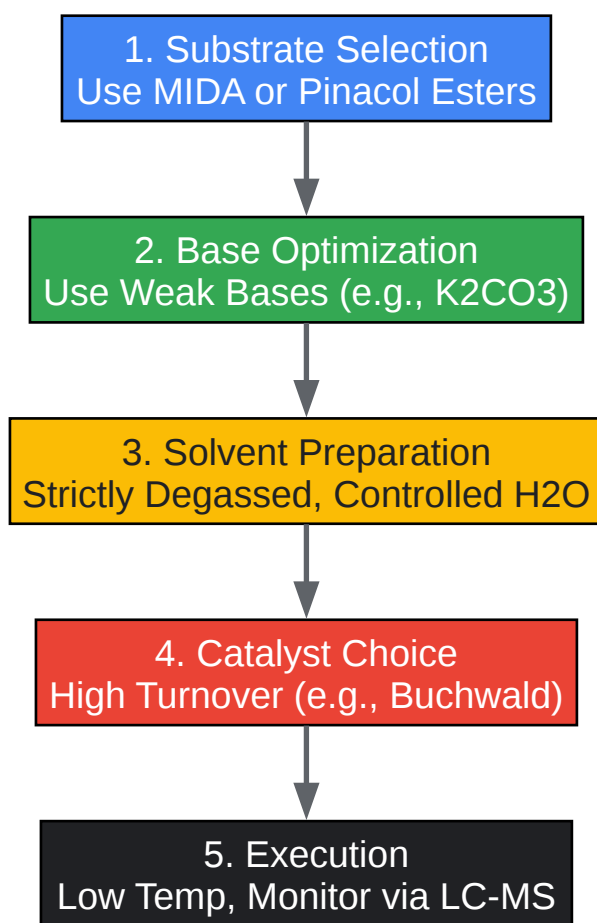 1. Substrate Selection
Use MIDA or Pinacol Esters
2. Base Optimization
Use Weak Bases (e.g., K2CO3)
3. Solvent Preparation
Strictly Degassed, Controlled H2O
4. Catalyst Choice
High Turnover (e.g., Buchwald)
5. Execution
Low Temp, Monitor via LC-MS